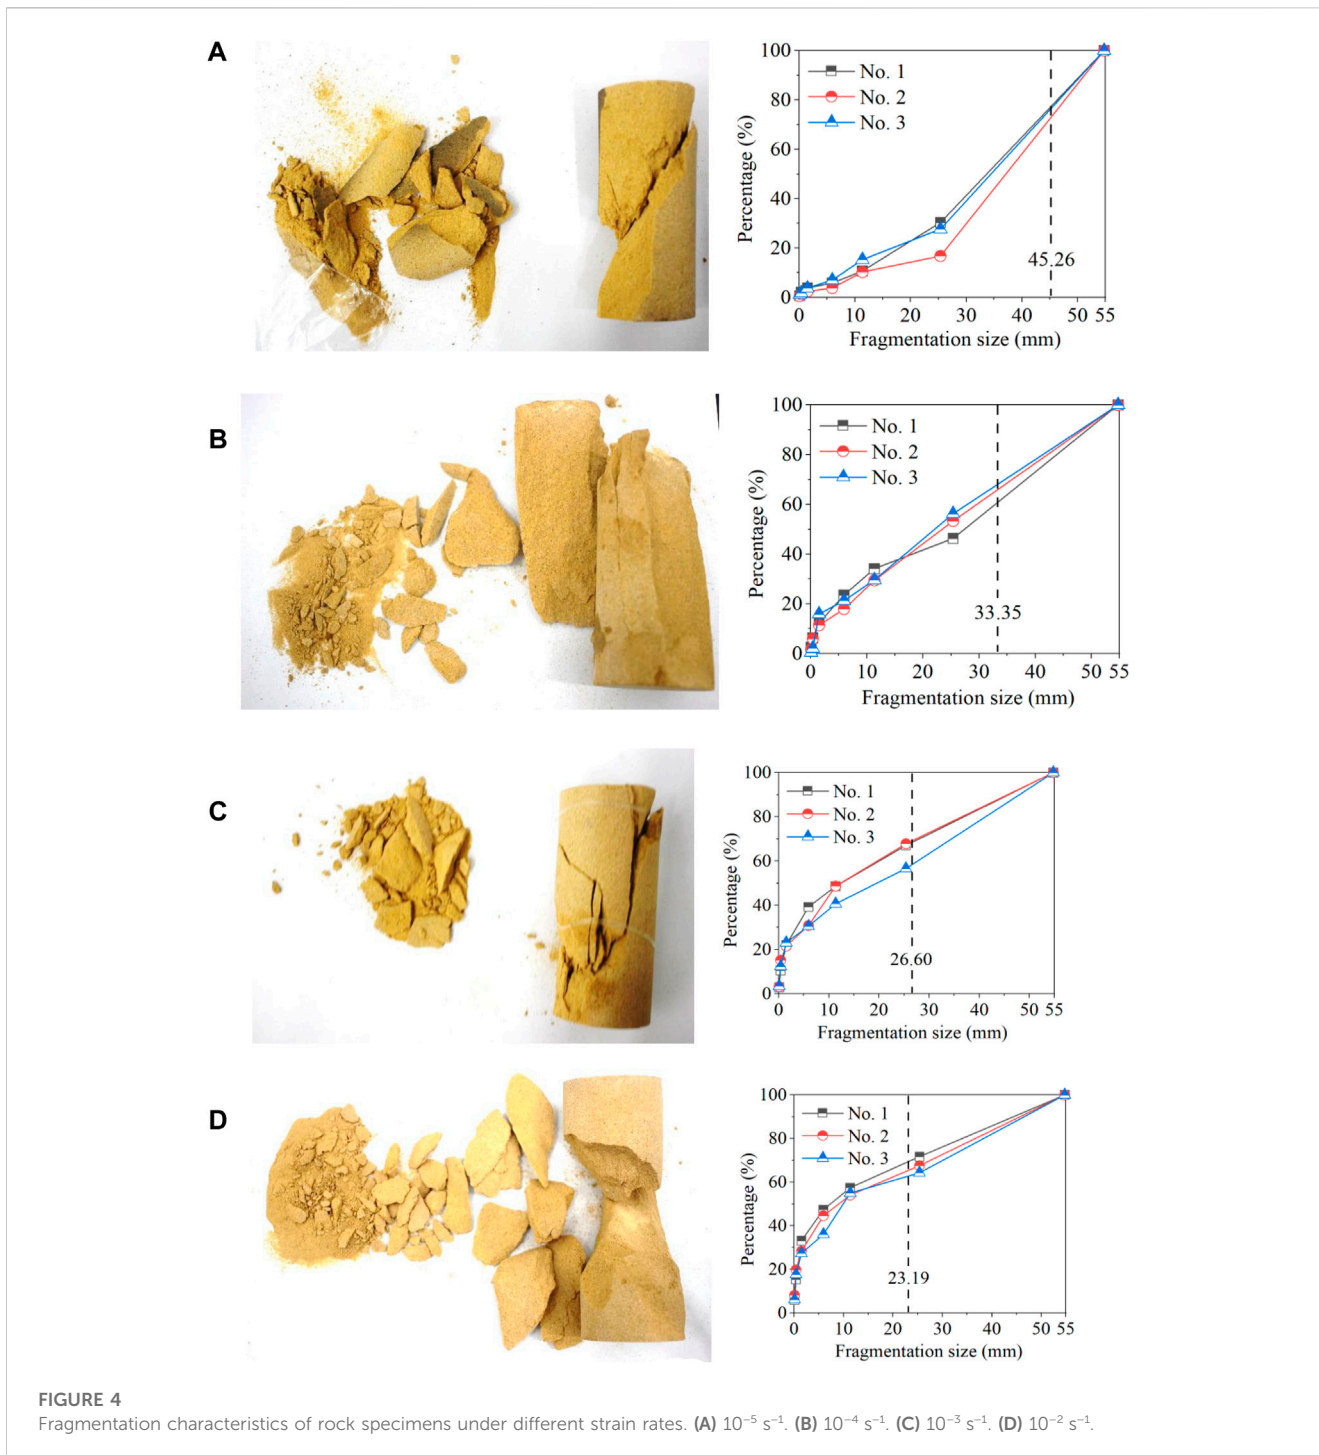 A
100
80
60
40
20
0
Percentage (%)
No. 1
No. 2
No. 3
45.26
0 10 20 30 40 50 55
Fragmentation size (mm)
B
100
80
60
40
20
0
Percentage (%)
No. 1
No. 2
No. 3
33.35
0 10 20 30 40 50 55
Fragmentation size (mm)
C
100
80
60
40
20
0
Percentage (%)
No. 1
No. 2
No. 3
26.60
0 10 20 30 40 50 55
Fragmentation size (mm)
D
100
80
60
40
20
0
Percentage (%)
No. 1
No. 2
No. 3
23.19
0 10 20 30 40 50 55
Fragmentation size (mm)
FIGURE 4
Fragmentation characteristics of rock specimens under different strain rates. (A) 10⁻⁵ s⁻¹. (B) 10⁻⁴ s⁻¹. (C) 10⁻³ s⁻¹. (D) 10⁻² s⁻¹.